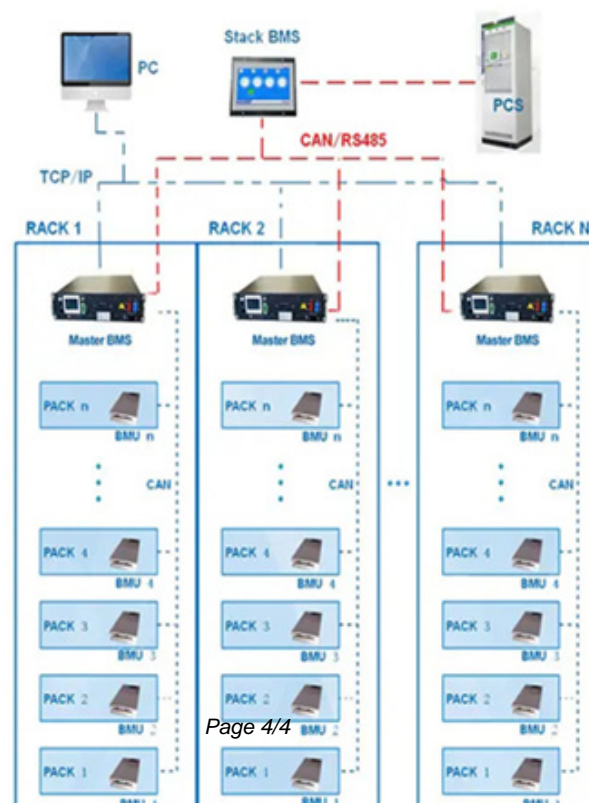 Stack BMS
PC
PCS
CAN/RS485
TCP/IP
RACK 1
RACK 2
RACK N
Master BMS
Master BMS
Master BMS
PACK n
PACK n
PACK n
BMU n
BMU n
BMU n
CAN
CAN
CAN
PACK 4
PACK 4
PACK 4
BMU 4
BMU 4
BMU 4
PACK 3
PACK 3
PACK 3
BMU 3
BMU 3
BMU 3
PACK 2
PACK 2
PACK 2
Page 4/4
BMU 2
BMU 2
BMU 2
PACK 1
PACK 1
PACK 1